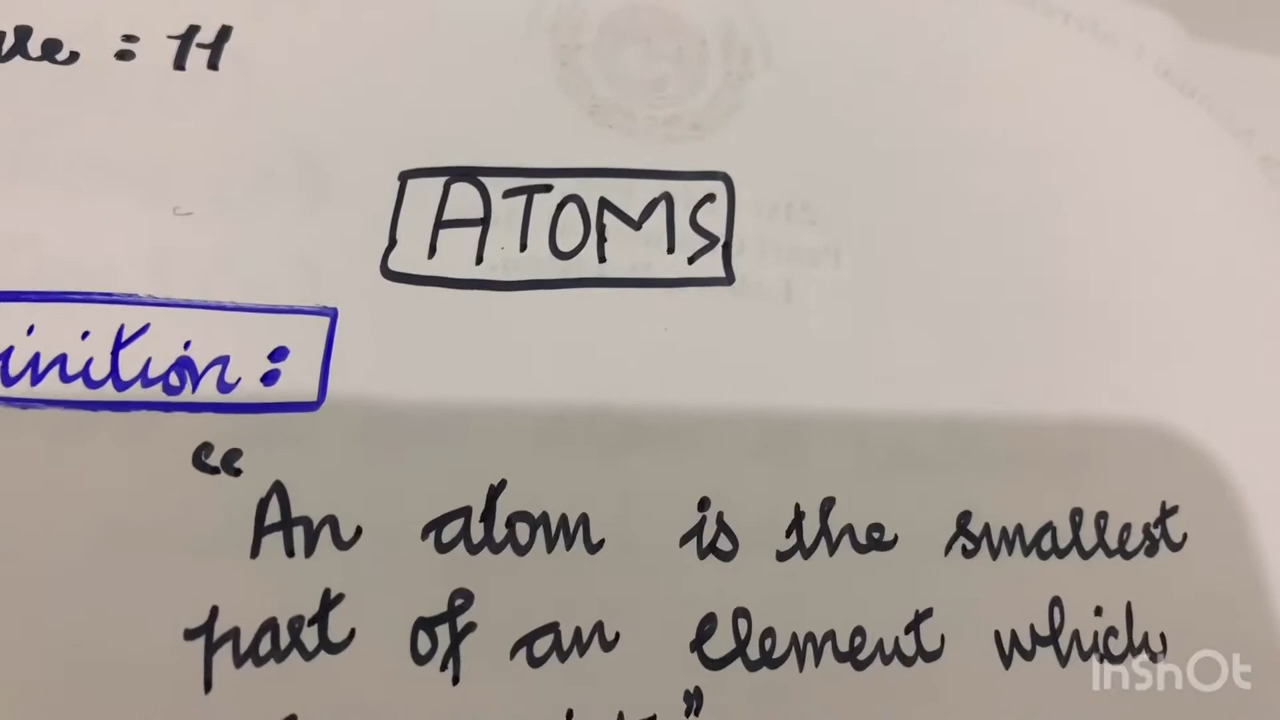 : 11
ATOMS
inition:
“An atom is the smallest
part of an element which
”
InShOt